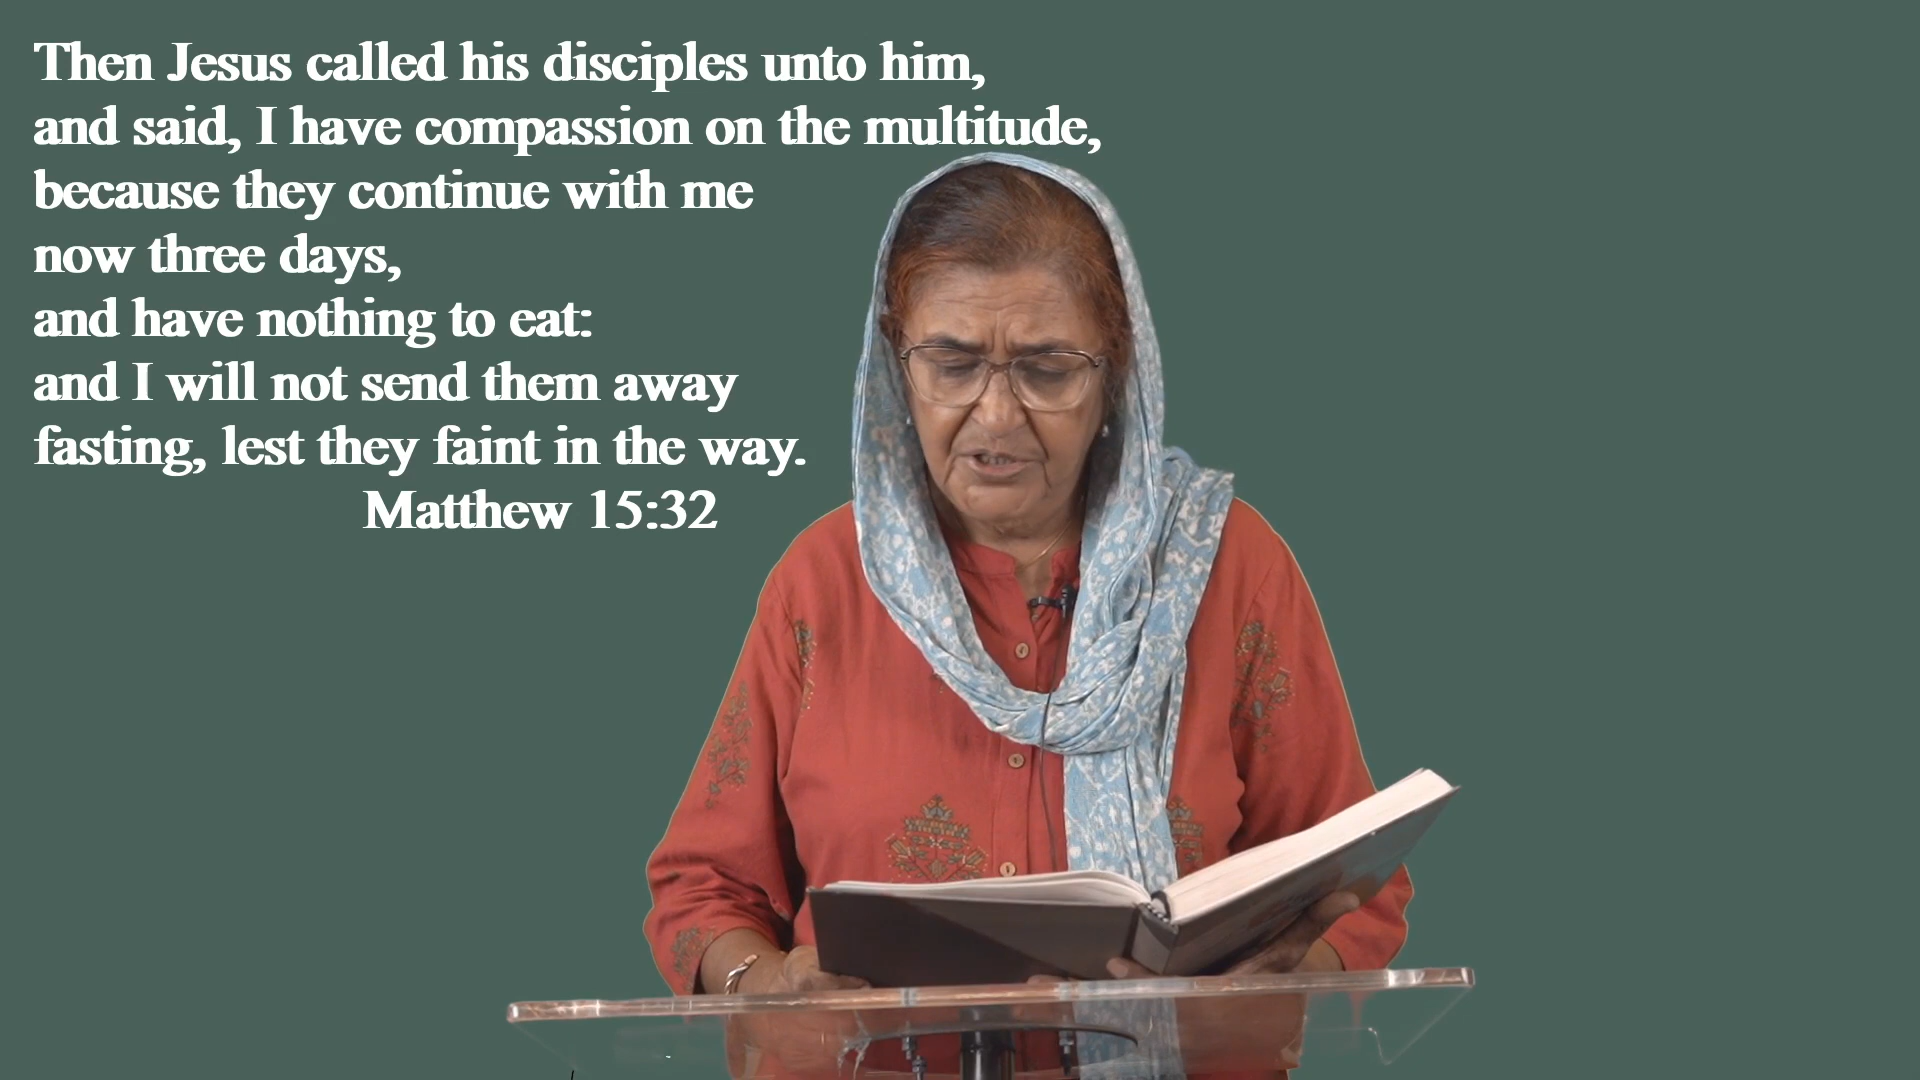 Then Jesus called his disciples unto him,
and said, I have compassion on the multitude,
because they continue with me
now three days,
and have nothing to eat:
and I will not send them away
fasting, lest they faint in the way.
Matthew 15:32